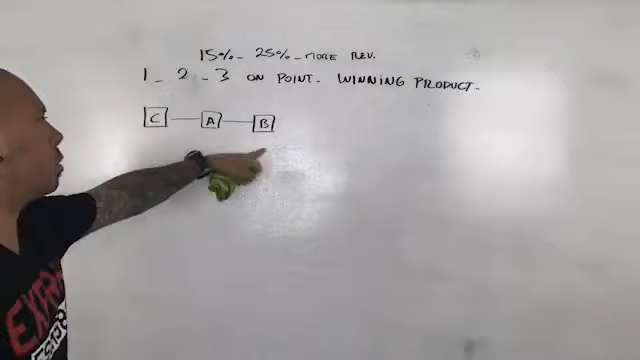 15% - 25% - MORE REV.
1 - 2 - 3 ON POINT. WINNING PRODUCT.
C A B